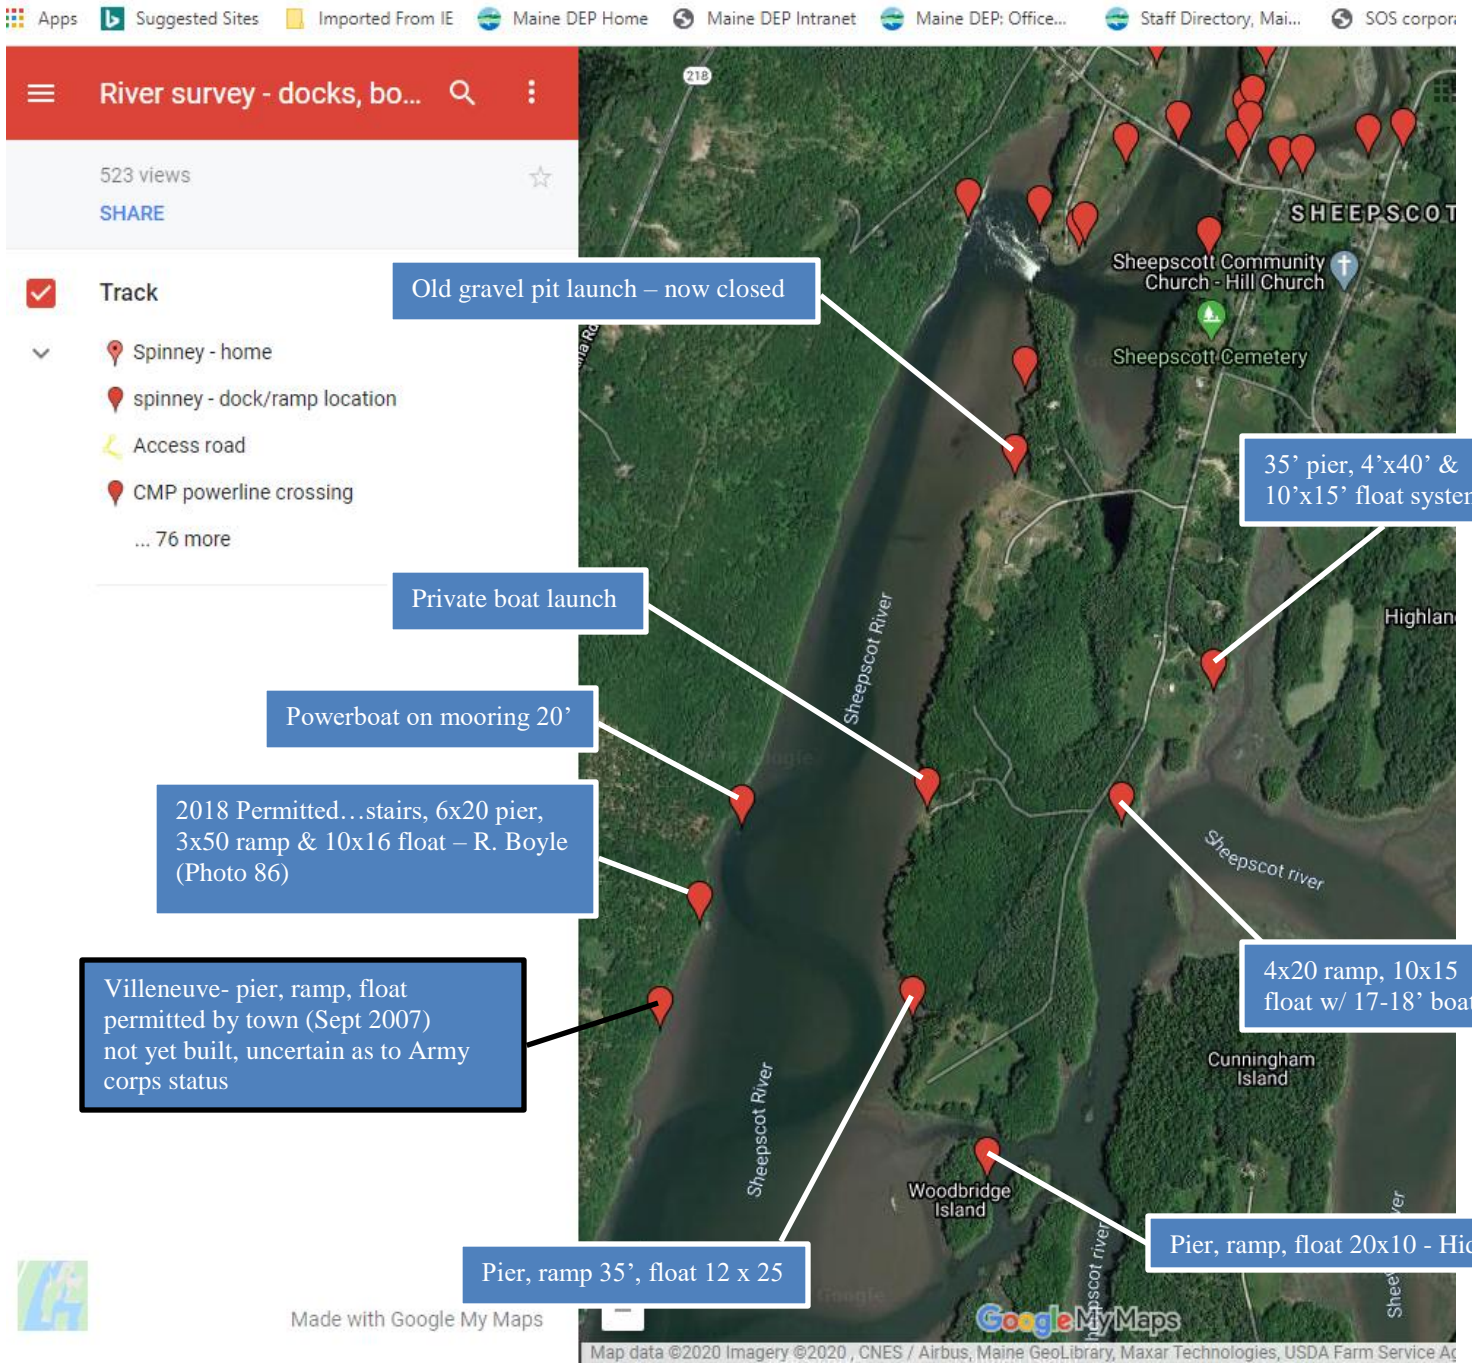 Apps Suggested Sites Imported From IE Maine DEP Home Maine DEP Intranet Maine DEP: Office... Staff Directory, Mai... SOS corpora
River survey - docks, bo...
523 views
SHARE
Track
Spinney - home
spinney - dock/ramp location
Access road
CMP powerline crossing
... 76 more
218
SHEEPSCOT
Sheepscott Community
Church - Hill Church
Sheepscott Cemetery
Old gravel pit launch – now closed
35’ pier, 4’x40’ &
10’x15’ float system
Private boat launch
Highlan
Sheepscot River
Powerboat on mooring 20’
2018 Permitted…stairs, 6x20 pier,
3x50 ramp & 10x16 float – R. Boyle
(Photo 86)
Sheepscot river
Villeneuve- pier, ramp, float
permitted by town (Sept 2007)
not yet built, uncertain as to Army
corps status
4x20 ramp, 10x15
float w/ 17-18’ boat
Cunningham
Island
Sheepscot River
Woodbridge
Island
Pier, ramp, float 20x10 - Hid
Pier, ramp 35’, float 12 x 25
Made with Google My Maps
Google My Maps
Map data ©2020 Imagery ©2020 , CNES / Airbus, Maine GeoLibrary, Maxar Technologies, USDA Farm Service Ag